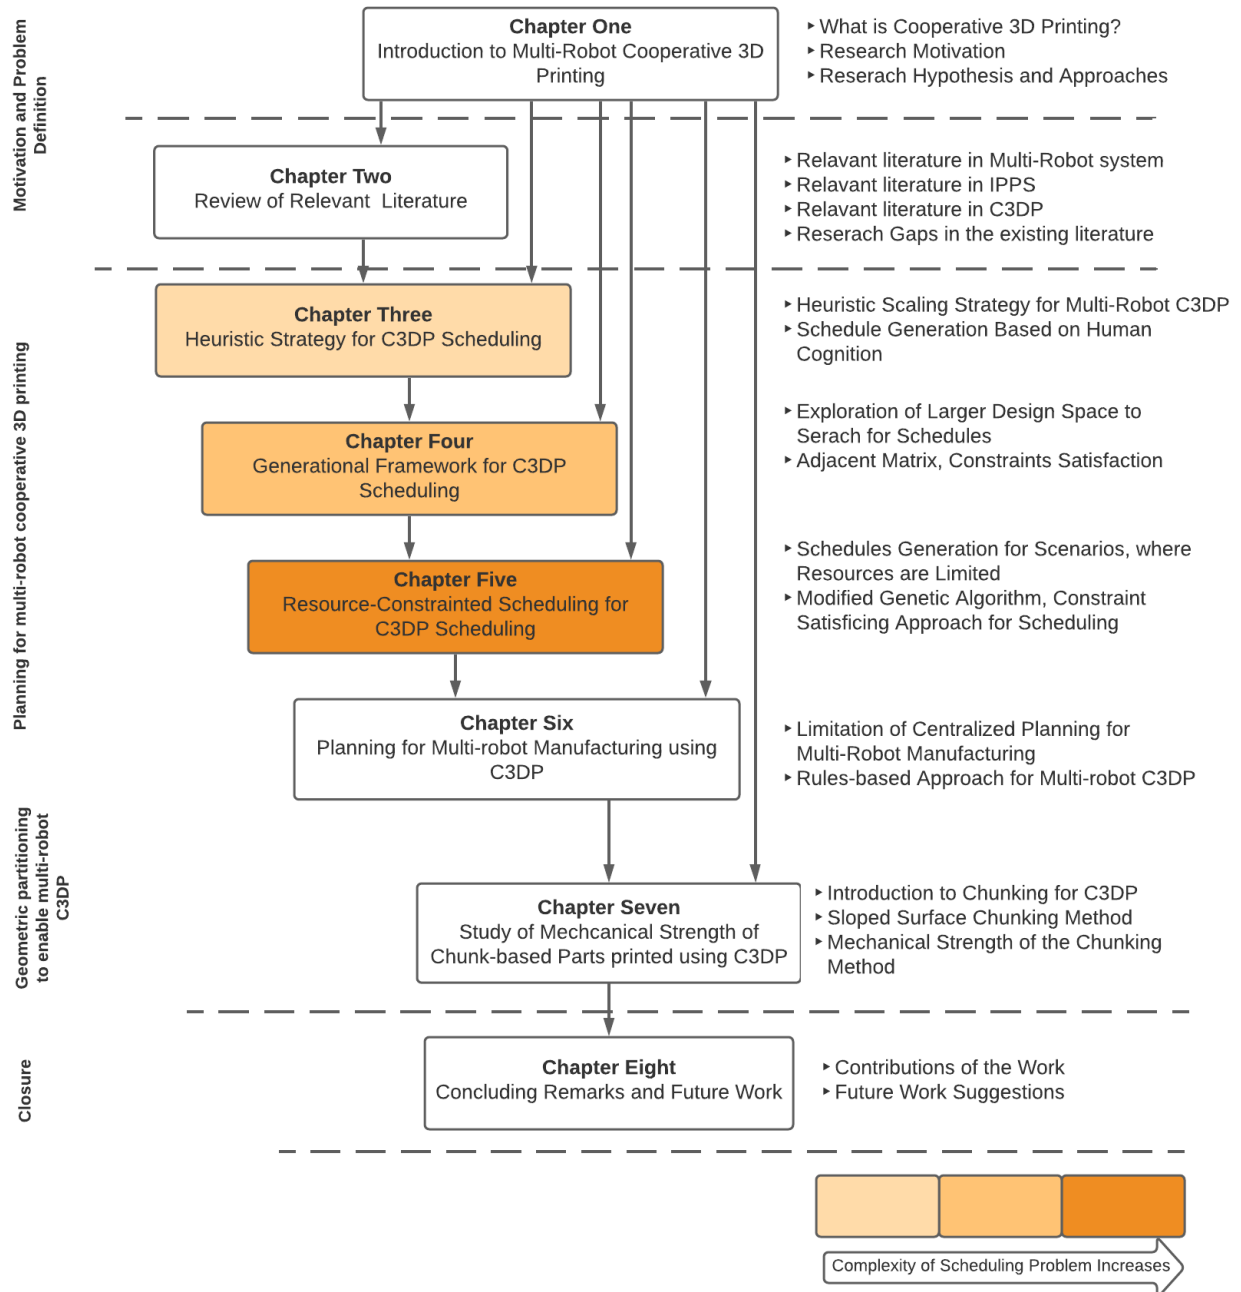 Motivation and Problem
Definition
Chapter One
Introduction to Multi-Robot Cooperative 3D
Printing
‣ What is Cooperative 3D Printing?
‣ Research Motivation
‣ Reserach Hypothesis and Approaches
Chapter Two
Review of Relevant Literature
‣ Relavant literature in Multi-Robot system
‣ Relavant literature in IPPS
‣ Relavant literature in C3DP
‣ Reserach Gaps in the existing literature
Planning for multi-robot cooperative 3D printing
Chapter Three
Heuristic Strategy for C3DP Scheduling
‣ Heuristic Scaling Strategy for Multi-Robot C3DP
‣ Schedule Generation Based on Human
Cognition
Chapter Four
Generational Framework for C3DP
Scheduling
‣ Exploration of Larger Design Space to
Serach for Schedules
‣ Adjacent Matrix, Constraints Satisfaction
Chapter Five
Resource-Constrainted Scheduling for
C3DP Scheduling
‣ Schedules Generation for Scenarios, where
Resources are Limited
‣ Modified Genetic Algorithm, Constraint
Satisficing Approach for Scheduling
Chapter Six
Planning for Multi-robot Manufacturing using
C3DP
‣ Limitation of Centralized Planning for
Multi-Robot Manufacturing
‣ Rules-based Approach for Multi-robot C3DP
Geometric partitioning
to enable multi-robot
C3DP
Chapter Seven
Study of Mechcanical Strength of
Chunk-based Parts printed using C3DP
‣ Introduction to Chunking for C3DP
‣ Sloped Surface Chunking Method
‣ Mechanical Strength of the Chunking
Method
Closure
Chapter Eight
Concluding Remarks and Future Work
‣ Contributions of the Work
‣ Future Work Suggestions
Complexity of Scheduling Problem Increases